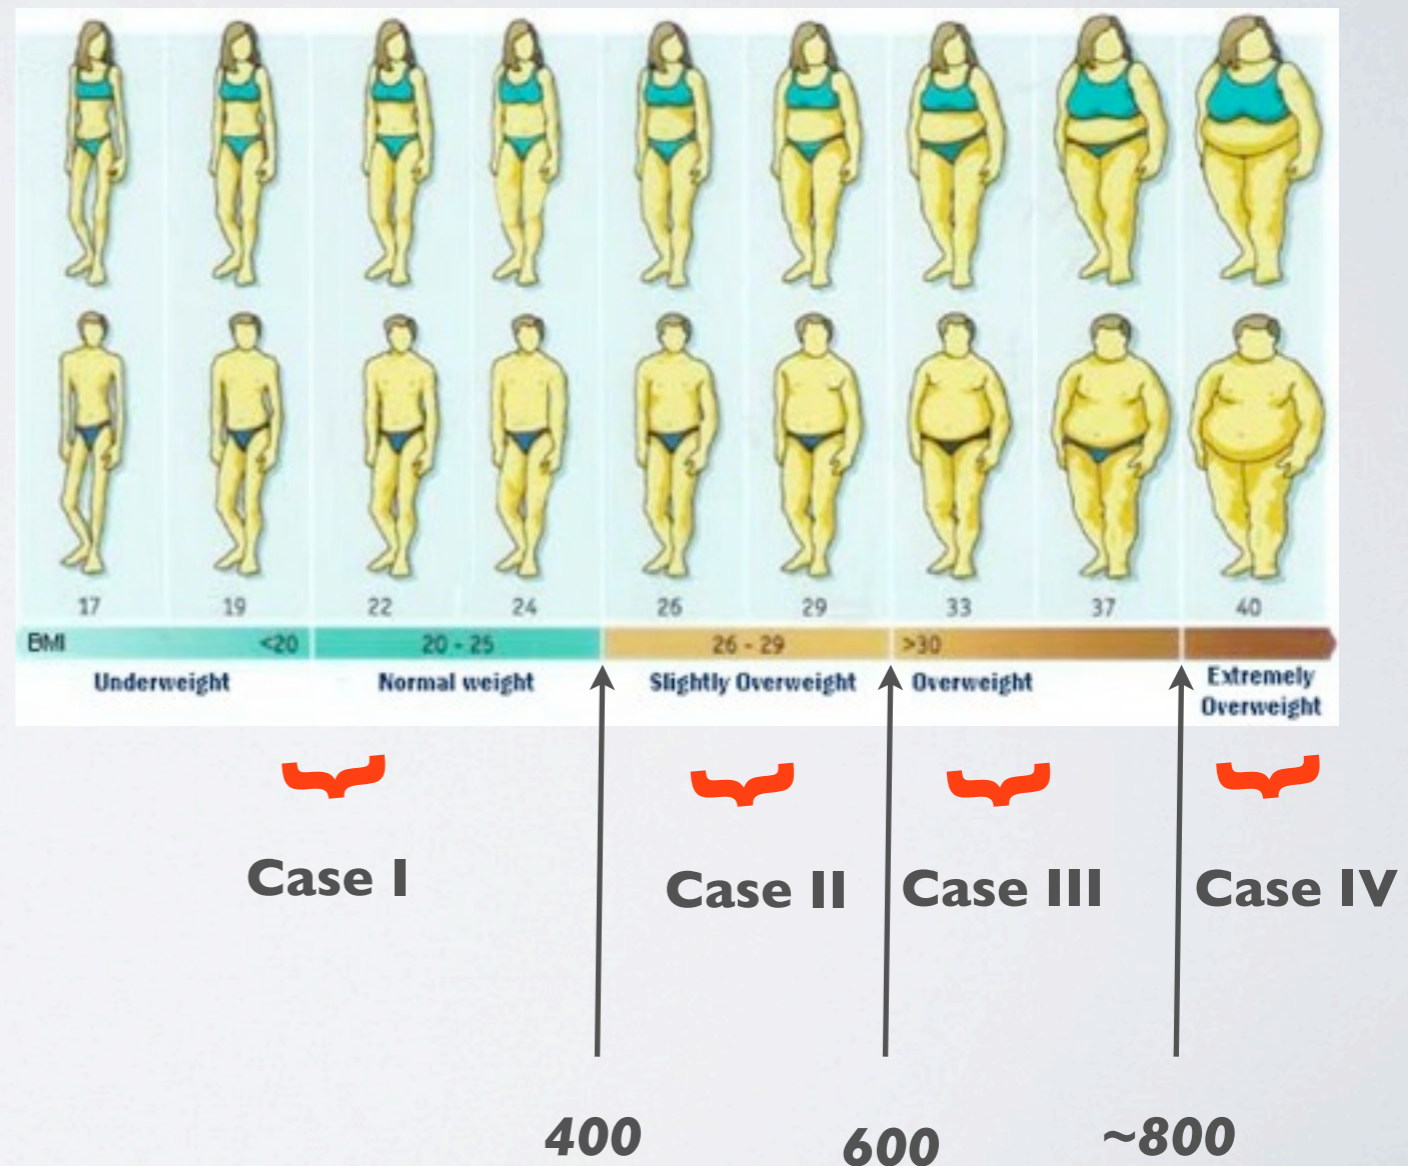 17 19 22 24 26 29 33 37 40
BMI <20 20 - 25 26 - 29 >30
Underweight Normal weight Slightly Overweight Overweight Extremely
Overweight
Case I Case II Case III Case IV
400 600 ~800